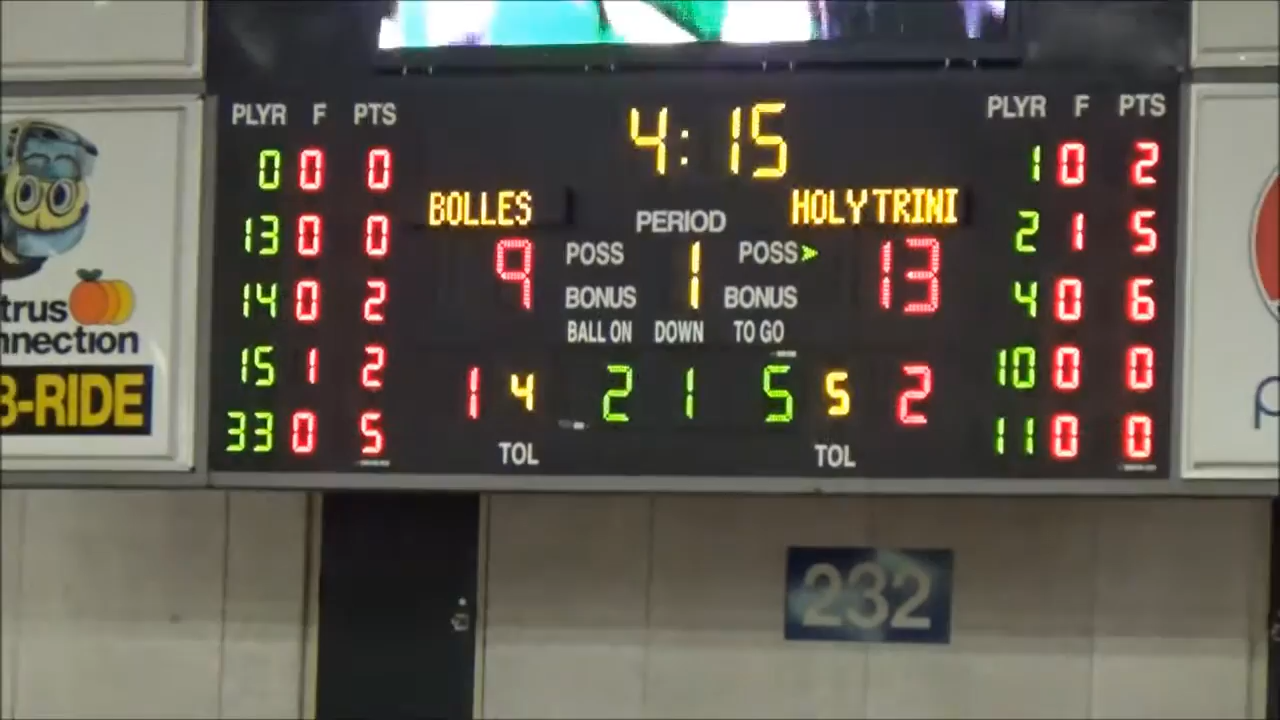 PLYR F PTS
4:15
PLYR F PTS
0 0 0
1 0 2
BOLLES
HOLYTRINI
PERIOD
13 0 0
2 1 5
9
POSS
1
POSS
13
14 0 2
4 0 6
BONUS
BONUS
BALL ON DOWN TO GO
15 1 2
10 0 0
1 4 2 1 5 5 2
33 0 5
11 0 0
TOL
TOL
trus
nnection
B-RIDE
232